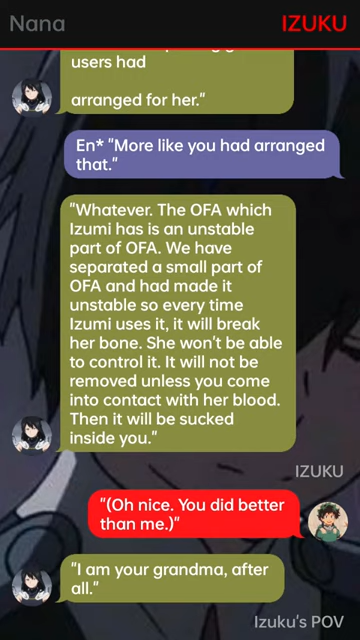 Nana
IZUKU
users had
arranged for her."
En* "More like you had arranged
that."
"Whatever. The OFA which
Izumi has is an unstable
part of OFA. We have
separated a small part of
OFA and had made it
unstable so every time
Izumi uses it, it will break
her bone. She won't be able
to control it. It will not be
removed unless you come
into contact with her blood.
Then it will be sucked
inside you."
IZUKU
"(Oh nice. You did better
than me.)"
"I am your grandma, after
all."
Izuku's POV